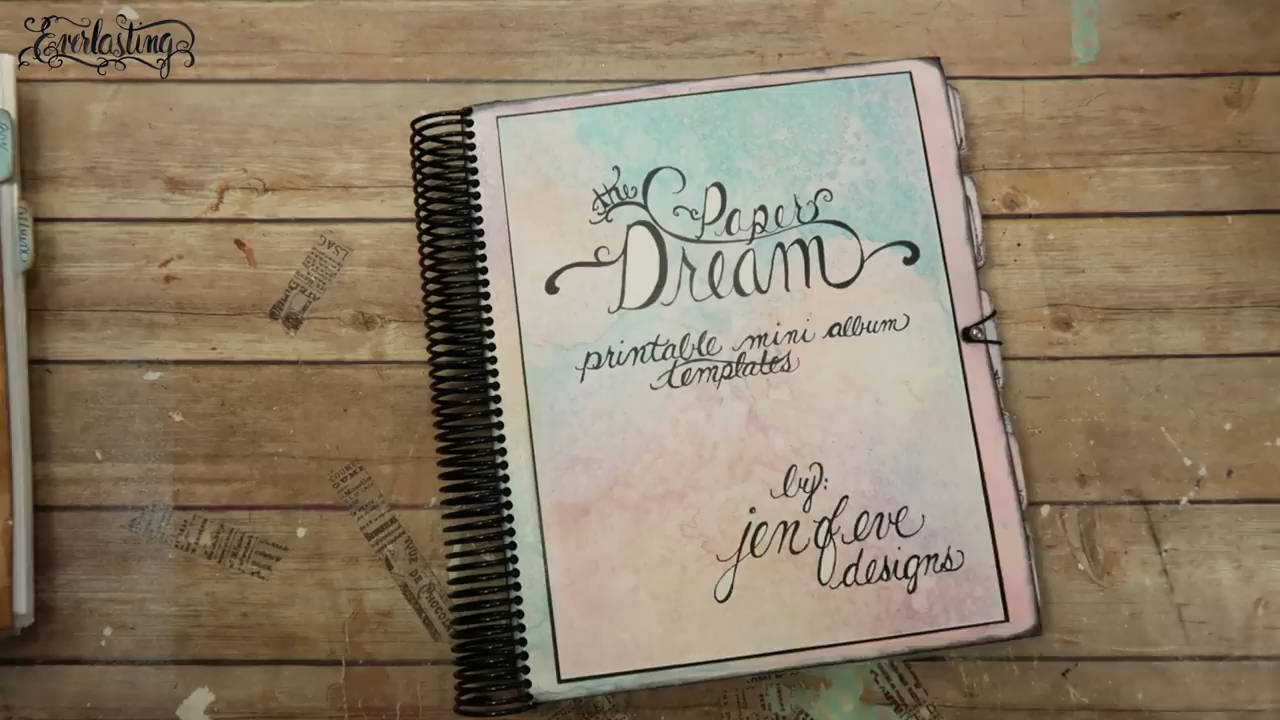 Everlasting
the Paper
Dream
printable mini album
templates
by:
jen of eve
designs